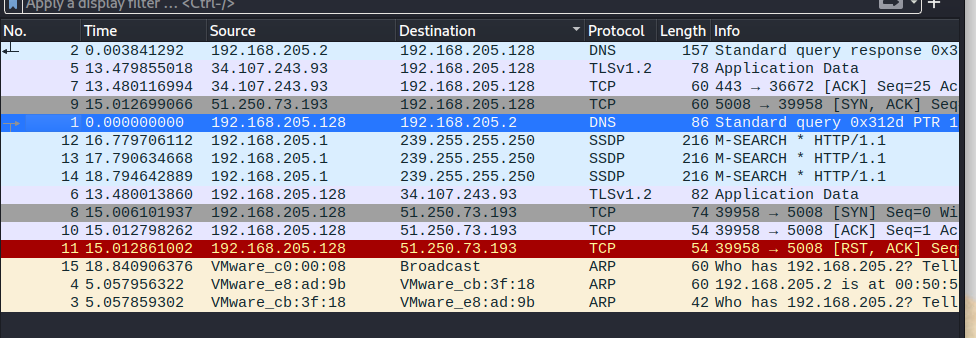 Apply a display filter … <Ctrl-/>
No. Time Source Destination Protocol Length Info
2 0.003841292 192.168.205.2 192.168.205.128 DNS 157 Standard query response 0x3
5 13.479855018 34.107.243.93 192.168.205.128 TLSv1.2 78 Application Data
7 13.480116994 34.107.243.93 192.168.205.128 TCP 60 443 → 36672 [ACK] Seq=25 Ac
9 15.012699066 51.250.73.193 192.168.205.128 TCP 60 5008 → 39958 [SYN, ACK] Seq
1 0.000000000 192.168.205.128 192.168.205.2 DNS 86 Standard query 0x312d PTR 1
12 16.779706112 192.168.205.1 239.255.255.250 SSDP 216 M-SEARCH * HTTP/1.1
13 17.790634668 192.168.205.1 239.255.255.250 SSDP 216 M-SEARCH * HTTP/1.1
14 18.794642889 192.168.205.1 239.255.255.250 SSDP 216 M-SEARCH * HTTP/1.1
6 13.480013860 192.168.205.128 34.107.243.93 TLSv1.2 82 Application Data
8 15.006101937 192.168.205.128 51.250.73.193 TCP 74 39958 → 5008 [SYN] Seq=0 Wi
10 15.012798262 192.168.205.128 51.250.73.193 TCP 54 39958 → 5008 [ACK] Seq=1 Ac
11 15.012861002 192.168.205.128 51.250.73.193 TCP 54 39958 → 5008 [RST, ACK] Seq
15 18.840906376 VMware_c0:00:08 Broadcast ARP 60 Who has 192.168.205.2? Tell
4 5.057956322 VMware_e8:ad:9b VMware_cb:3f:18 ARP 60 192.168.205.2 is at 00:50:5
3 5.057859302 VMware_cb:3f:18 VMware_e8:ad:9b ARP 42 Who has 192.168.205.2? Tell